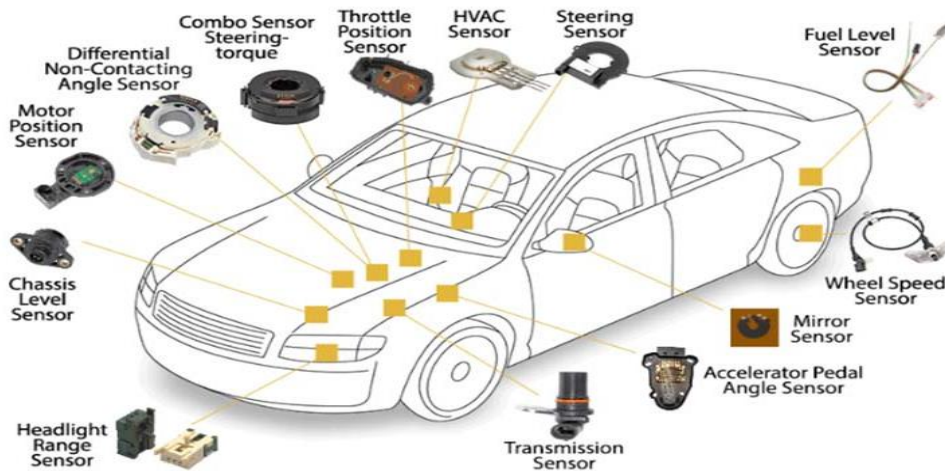 Combo Sensor
Steering-
torque
Throttle
Position
Sensor
HVAC
Sensor
Steering
Sensor
Fuel Level
Sensor
Differential
Non-Contacting
Angle Sensor
Motor
Position
Sensor
Chassis
Level
Sensor
Wheel Speed
Sensor
Mirror
Sensor
Accelerator Pedal
Angle Sensor
Transmission
Sensor
Headlight
Range
Sensor